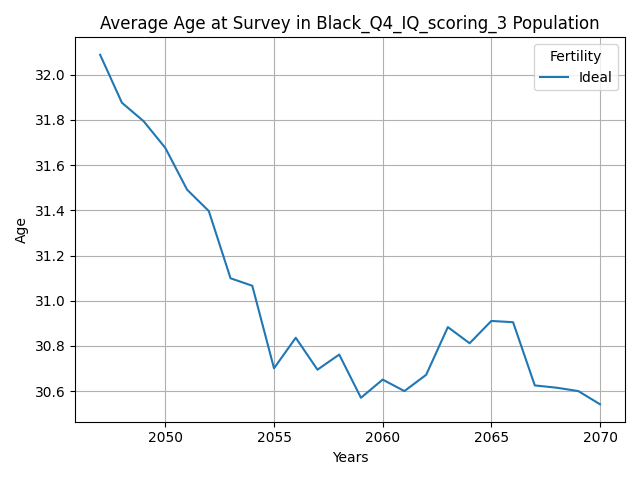 Average Age at Survey in Black_Q4_IQ_scoring_3 Population
Fertility
Ideal
32.0
31.8
31.6
31.4
31.2
31.0
30.8
30.6
Age
2050 2055 2060 2065 2070
Years